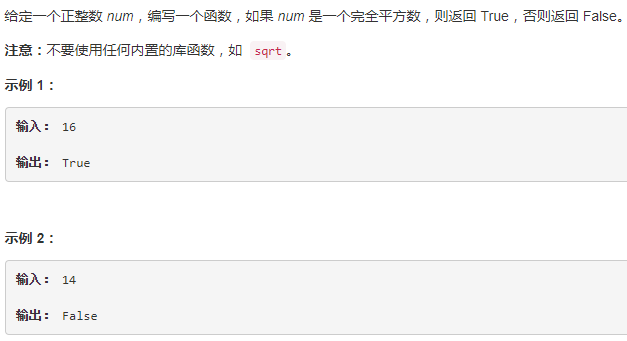 给定一个正整数 num，编写一个函数，如果 num 是一个完全平方数，则返回 True，否则返回 False。
注意：不要使用任何内置的库函数，如 sqrt。
示例 1：
输入： 16
输出： True
示例 2：
输入： 14
输出： False